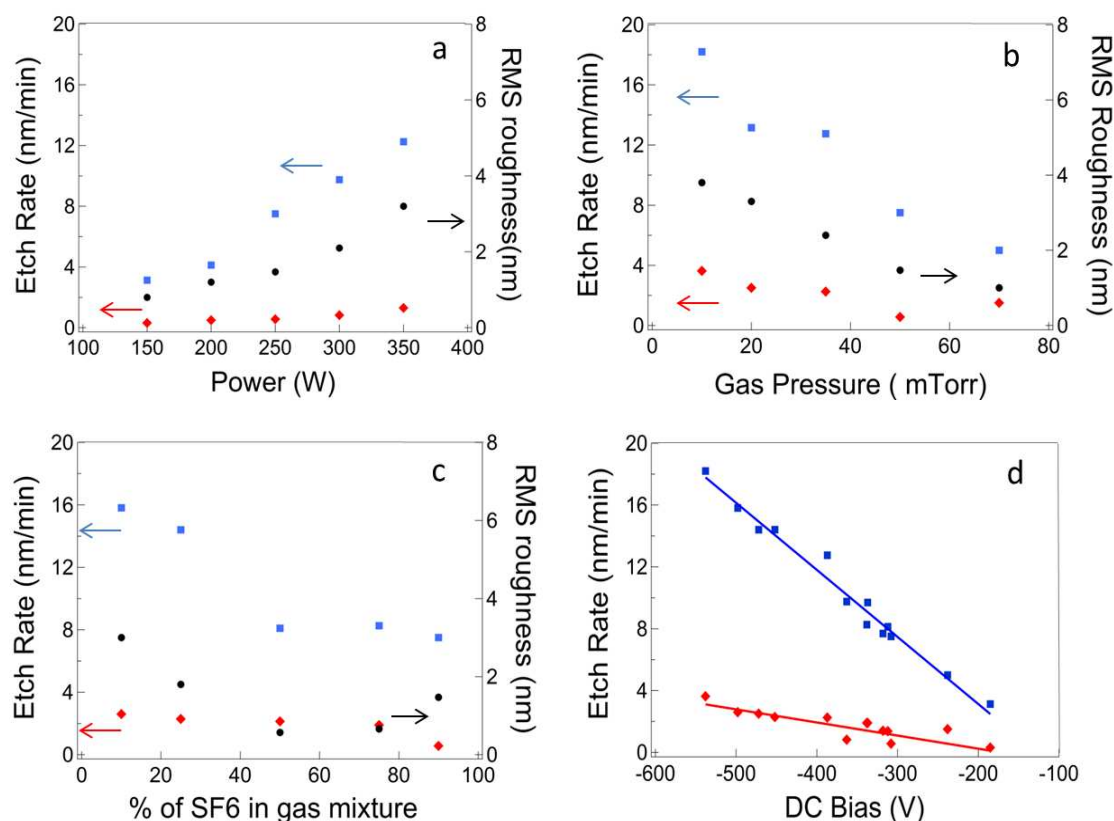 a
Etch Rate (nm/min)
20
16
12
8
4
0
8
6
4
2
0
RMS roughness(nm)
100 150 200 250 300 350 400
Power (W)
b
Etch Rate (nm/min)
20
16
12
8
4
0
8
6
4
2
0
RMS Roughness (nm)
0 20 40 60 80
Gas Pressure ( mTorr)
c
Etch Rate (nm/min)
20
16
12
8
4
0
8
6
4
2
0
RMS roughness (nm)
0 20 40 60 80 100
% of SF6 in gas mixture
d
Etch Rate (nm/min)
20
16
12
8
4
0
-600 -500 -400 -300 -200 -100
DC Bias (V)